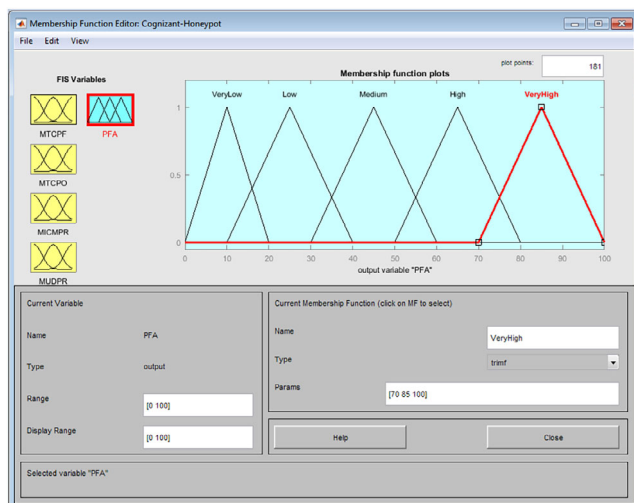 Membership Function Editor: Cognizant-Honeypot
File Edit View
FIS Variables
MTCPF
PFA
MTCPO
MICMPR
MUDPR
Membership function plots
plot points:
181
VeryLow Low Medium High VeryHigh
1
0.5
0
0 10 20 30 40 50 60 70 80 90 100
output variable "PFA"
Current Variable
Name PFA
Type output
Range [0 100]
Display Range [0 100]
Current Membership Function (click on MF to select)
Name VeryHigh
Type trimf
Params [70 85 100]
Help Close
Selected variable "PFA"